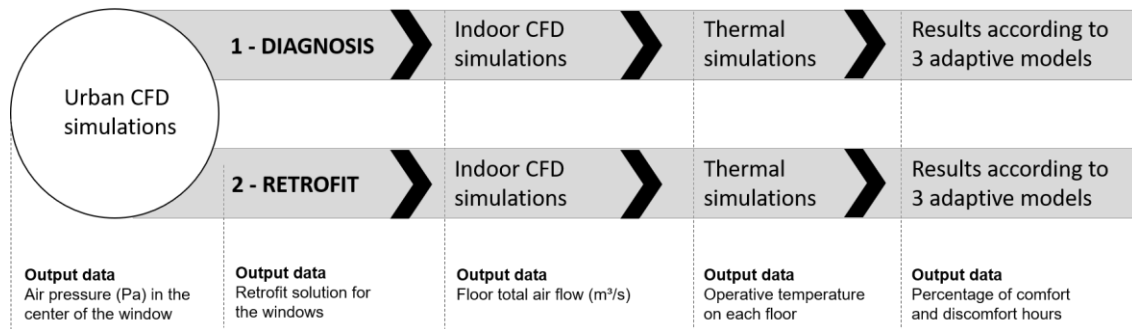 Urban CFD
simulations
1 - DIAGNOSIS
Indoor CFD
simulations
Thermal
simulations
Results according to
3 adaptive models
2 - RETROFIT
Indoor CFD
simulations
Thermal
simulations
Results according to
3 adaptive models
Output data
Air pressure (Pa) in the
center of the window
Output data
Retrofit solution for
the windows
Output data
Floor total air flow (m³/s)
Output data
Operative temperature
on each floor
Output data
Percentage of comfort
and discomfort hours